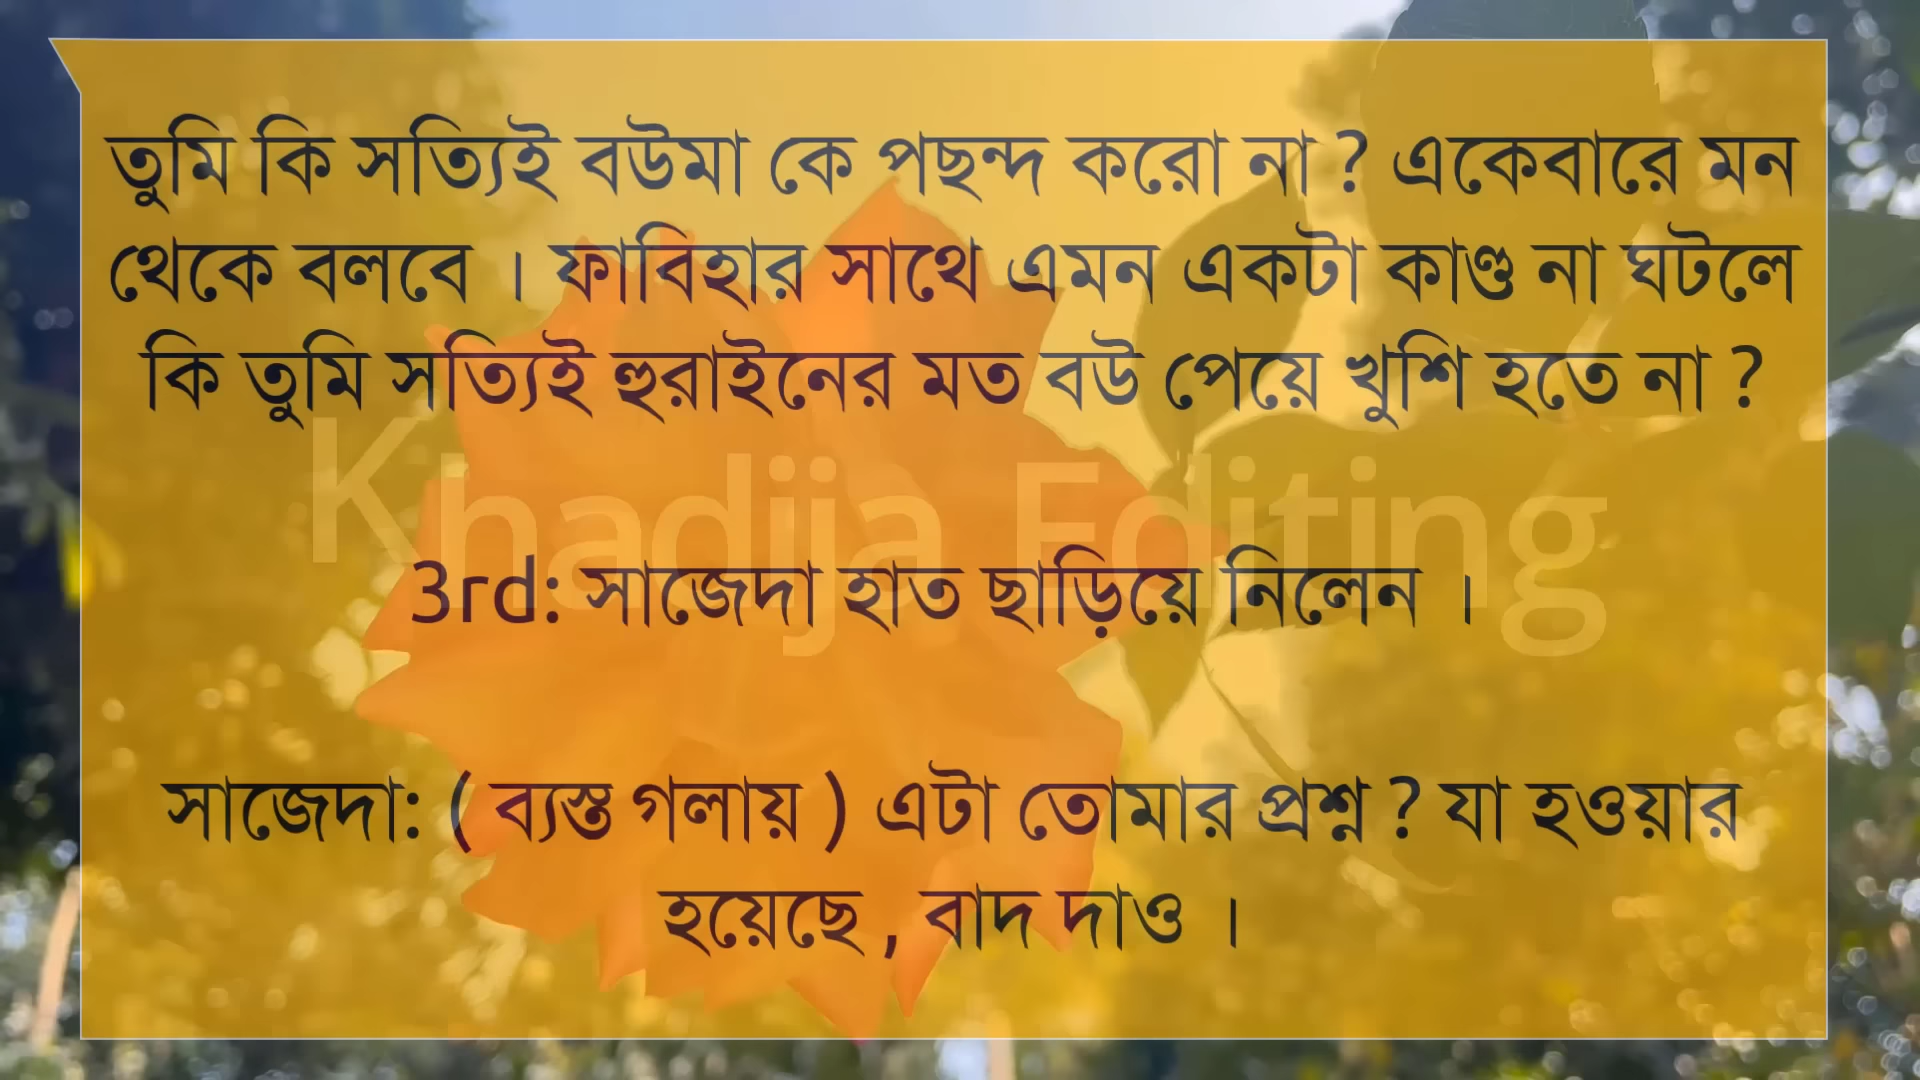 তুমি কি সত্যিই বউমা কে পছন্দ করো না ? একেবারে মন
থেকে বলবে । ফাবিহার সাথে এমন একটা কাণ্ড না ঘটলে
কি তুমি সত্যিই হুরাইনের মত বউ পেয়ে খুশি হতে না ?
Khadija Editing
3rd: সাজেদা হাত ছাড়িয়ে নিলেন ।
সাজেদা: ( ব্যস্ত গলায় ) এটা তোমার প্রশ্ন ? যা হওয়ার
হয়েছে , বাদ দাও ।